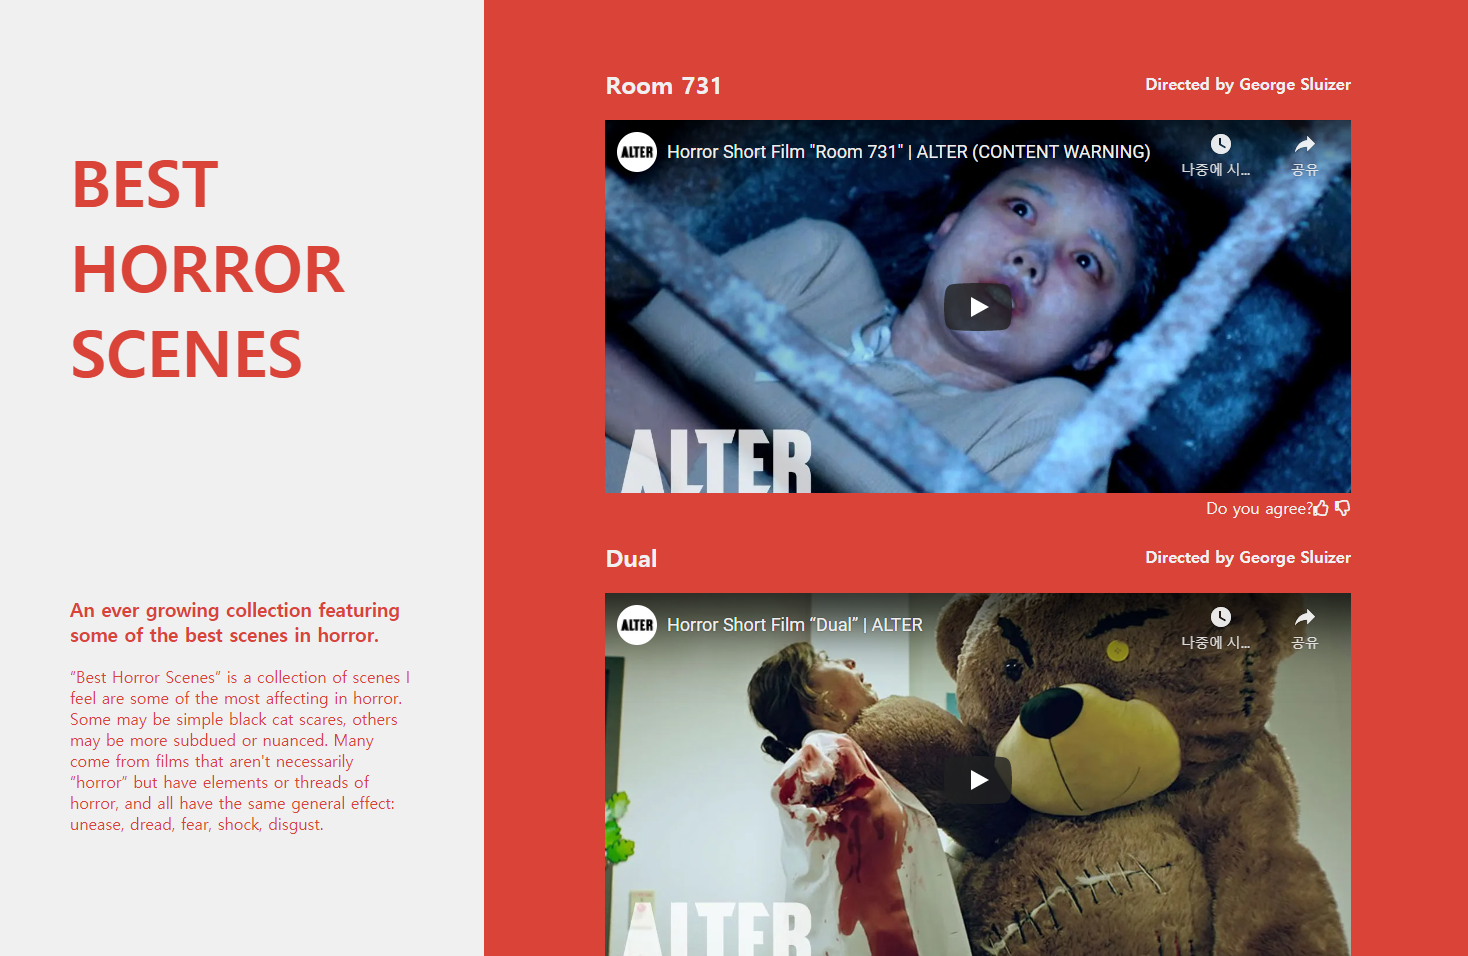 BEST
HORROR
SCENES
An ever growing collection featuring
some of the best scenes in horror.
“Best Horror Scenes” is a collection of scenes I
feel are some of the most affecting in horror.
Some may be simple black cat scares, others
may be more subdued or nuanced. Many
come from films that aren't necessarily
“horror” but have elements or threads of
horror, and all have the same general effect:
unease, dread, fear, shock, disgust.
Room 731
Directed by George Sluizer
ALTER
Horror Short Film "Room 731" | ALTER (CONTENT WARNING)
나중에 시...
공유
ALTER
Do you agree?
Dual
Directed by George Sluizer
ALTER
Horror Short Film “Dual” | ALTER
나중에 시...
공유
ALTER